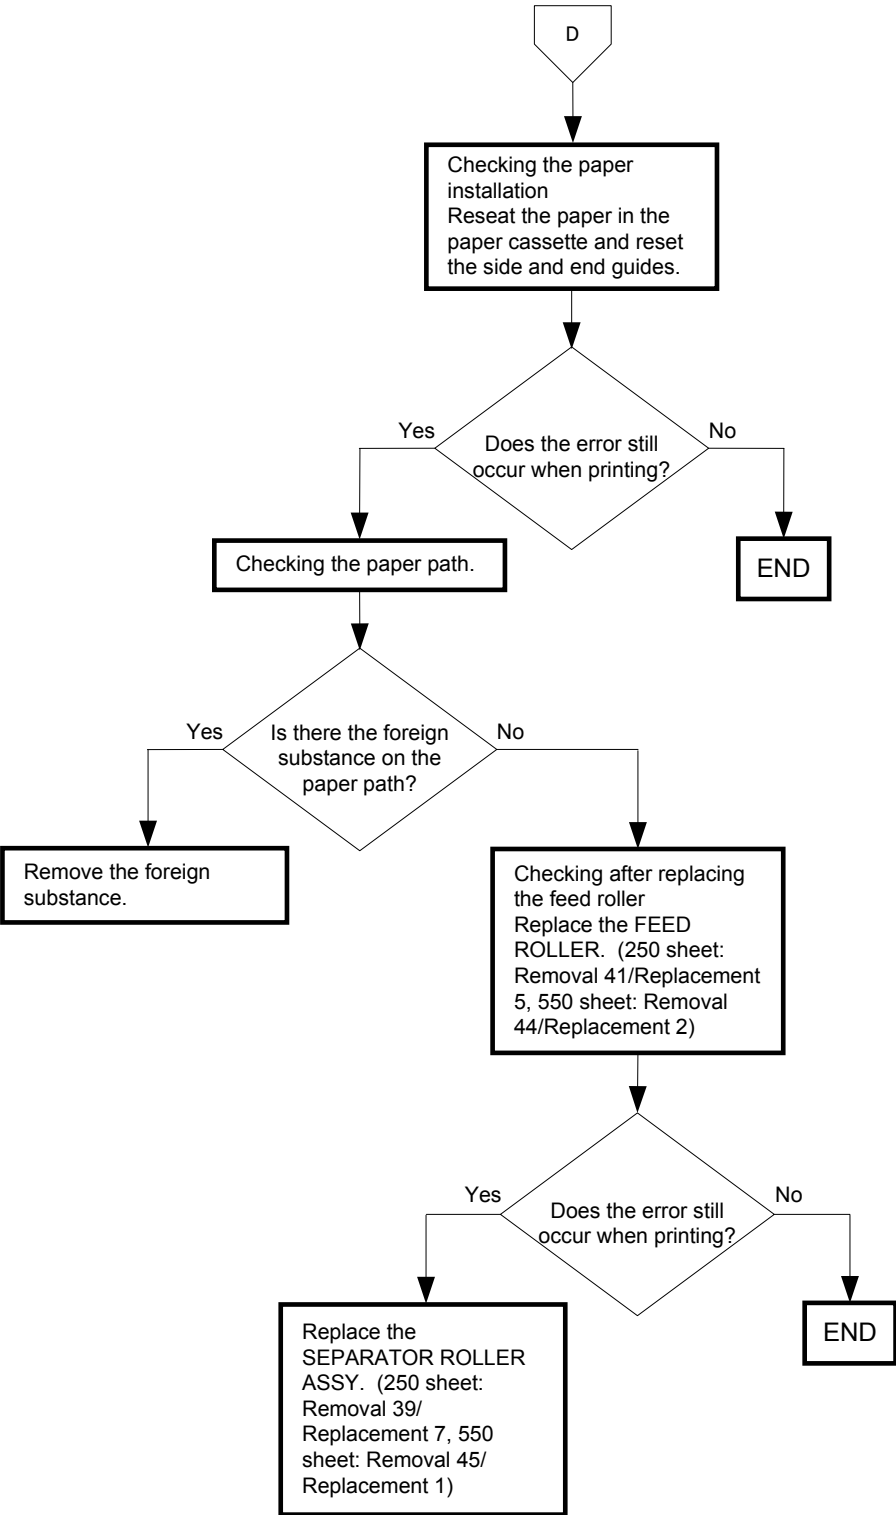 D
Checking the paper
installation
Reseat the paper in the
paper cassette and reset
the side and end guides.
Yes
No
Does the error still
occur when printing?
Checking the paper path.
END
Yes
No
Is there the foreign
substance on the
paper path?
Remove the foreign
substance.
Checking after replacing
the feed roller
Replace the FEED
ROLLER.  (250 sheet:
Removal 41/Replacement
5, 550 sheet: Removal
44/Replacement 2)
Yes
No
Does the error still
occur when printing?
Replace the
SEPARATOR ROLLER
ASSY.  (250 sheet:
Removal 39/
Replacement 7, 550
sheet: Removal 45/
Replacement 1)
END